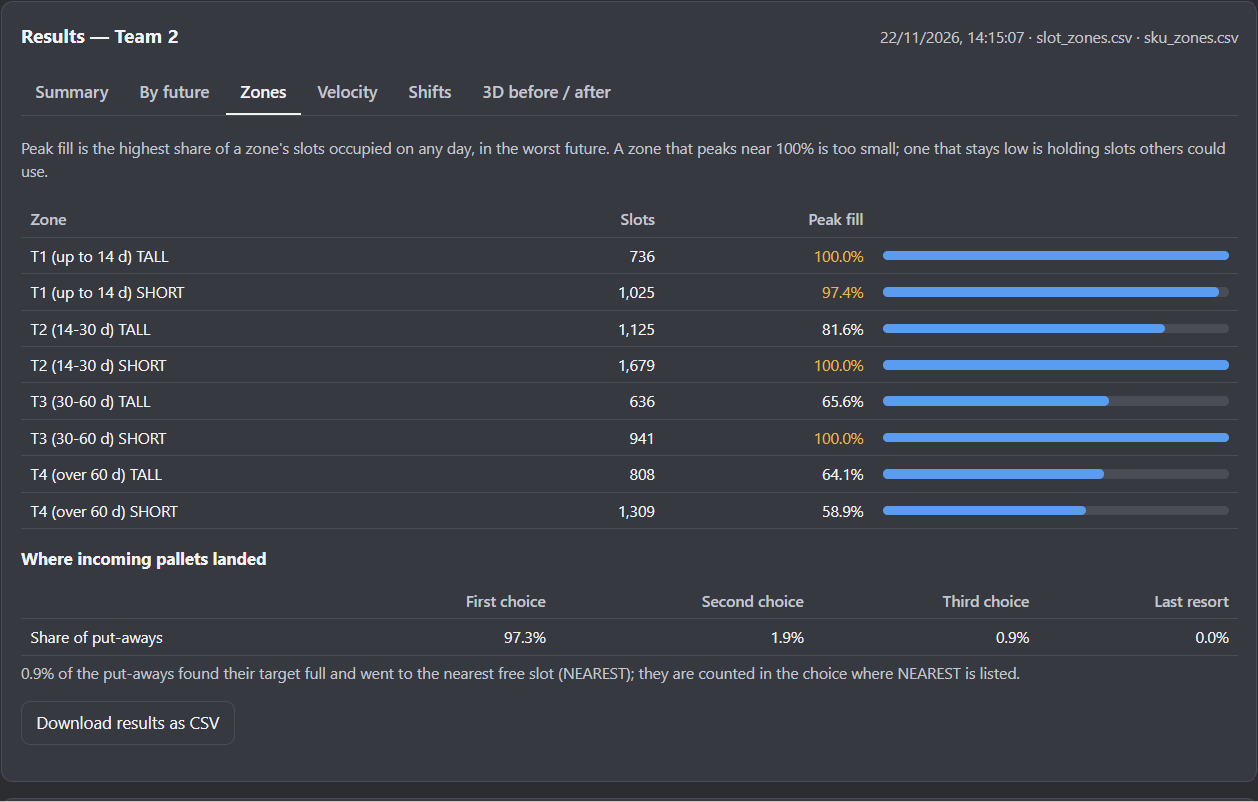 Results — Team 2
22/11/2026, 14:15:07 · slot_zones.csv · sku_zones.csv
Summary By future Zones Velocity Shifts 3D before / after
Peak fill is the highest share of a zone's slots occupied on any day, in the worst future. A zone that peaks near 100% is too small; one that stays low is holding slots others could
use.
Zone Slots Peak fill
T1 (up to 14 d) TALL 736 100.0%
T1 (up to 14 d) SHORT 1,025 97.4%
T2 (14-30 d) TALL 1,125 81.6%
T2 (14-30 d) SHORT 1,679 100.0%
T3 (30-60 d) TALL 636 65.6%
T3 (30-60 d) SHORT 941 100.0%
T4 (over 60 d) TALL 808 64.1%
T4 (over 60 d) SHORT 1,309 58.9%
Where incoming pallets landed
First choice Second choice Third choice Last resort
Share of put-aways 97.3% 1.9% 0.9% 0.0%
0.9% of the put-aways found their target full and went to the nearest free slot (NEAREST); they are counted in the choice where NEAREST is listed.
Download results as CSV